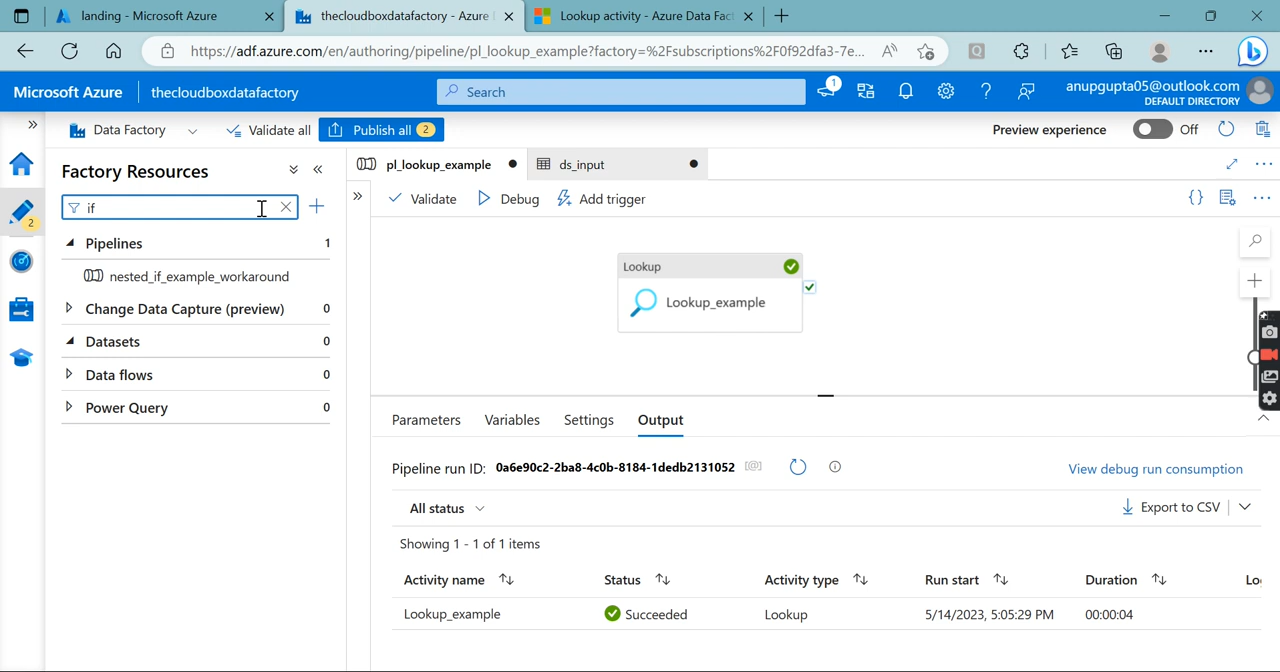 landing - Microsoft Azure
thecloudboxdatafactory - Azure
Lookup activity - Azure Data Fac
https://adf.azure.com/en/authoring/pipeline/pl_lookup_example?factory=%2Fsubscriptions%2F0f92dfa3-7e...
Microsoft Azure
thecloudboxdatafactory
Search
1
anupgupta05@outlook.com
DEFAULT DIRECTORY
Data Factory
Validate all
Publish all 2
Preview experience
Off
Factory Resources
if
2
Pipelines 1
nested_if_example_workaround
Change Data Capture (preview) 0
Datasets 0
Data flows 0
Power Query 0
pl_lookup_example
ds_input
Validate
Debug
Add trigger
{}
Lookup
Lookup_example
Parameters
Variables
Settings
Output
Pipeline run ID: 0a6e90c2-2ba8-4c0b-8184-1dedb2131052
View debug run consumption
All status
Export to CSV
Showing 1 - 1 of 1 items
Activity name
Status
Activity type
Run start
Duration
Lo
Lookup_example
Succeeded
Lookup
5/14/2023, 5:05:29 PM
00:00:04